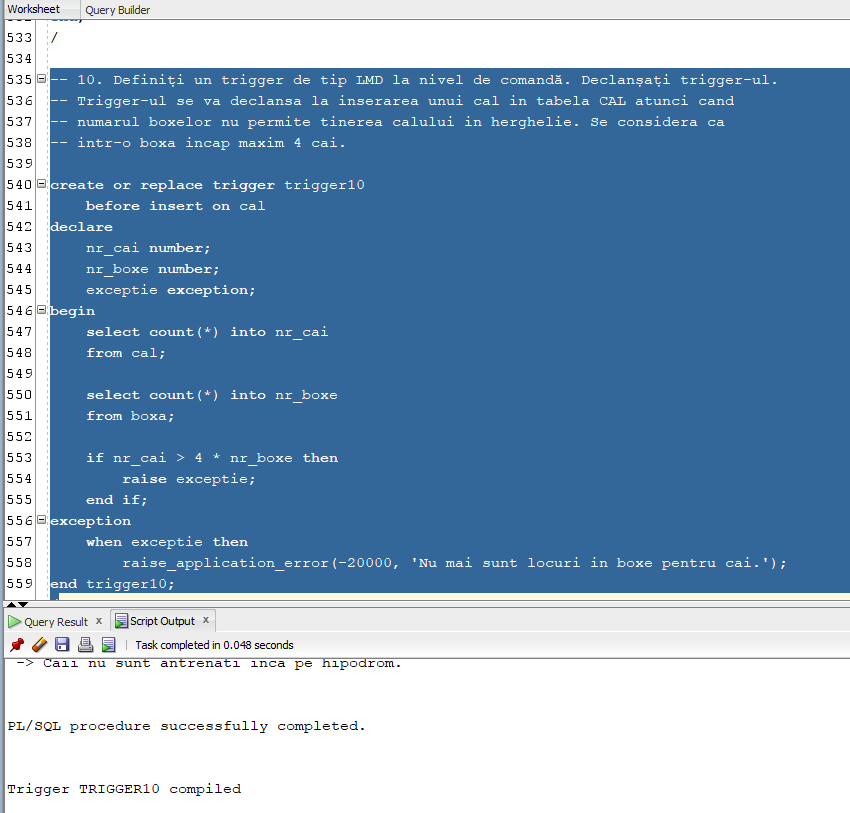 Worksheet Query Builder
533 /
534
535 -- 10. Definiți un trigger de tip LMD la nivel de comandă. Declanșați trigger-ul.
536 -- Trigger-ul se va declansa la inserarea unui cal in tabela CAL atunci cand
537 -- numarul boxelor nu permite tinerea calului in herghelie. Se considera ca
538 -- intr-o boxa incap maxim 4 cai.
539
540 create or replace trigger trigger10
541 before insert on cal
542 declare
543 nr_cai number;
544 nr_boxe number;
545 exceptie exception;
546 begin
547 select count(*) into nr_cai
548 from cal;
549
550 select count(*) into nr_boxe
551 from boxa;
552
553 if nr_cai > 4 * nr_boxe then
554 raise exceptie;
555 end if;
556 exception
557 when exceptie then
558 raise_application_error(-20000, 'Nu mai sunt locuri in boxe pentru cai.');
559 end trigger10;
Query Result x Script Output x
Task completed in 0.048 seconds
-> Caii nu sunt antrenati inca pe hipodrom.
PL/SQL procedure successfully completed.
Trigger TRIGGER10 compiled